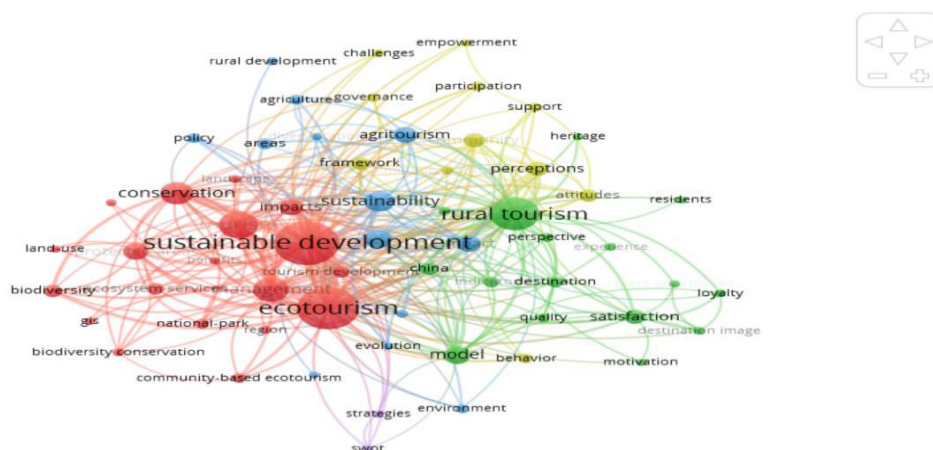 empowerment
challenges
rural development
participation
agriculture
governance
support
policy
areas
agritourism
community
heritage
framework
perceptions
landscape
conservation
impacts
sustainability
attitudes
residents
rural tourism
sustainable development
perspective
land-use
experience
benefits
tourism development
china
biodiversity
ecosystem services
management
destination
loyalty
ecotourism
gis
national-park
region
quality
satisfaction
destination image
biodiversity conservation
evolution
model
behavior
motivation
community-based ecotourism
environment
strategies
swot